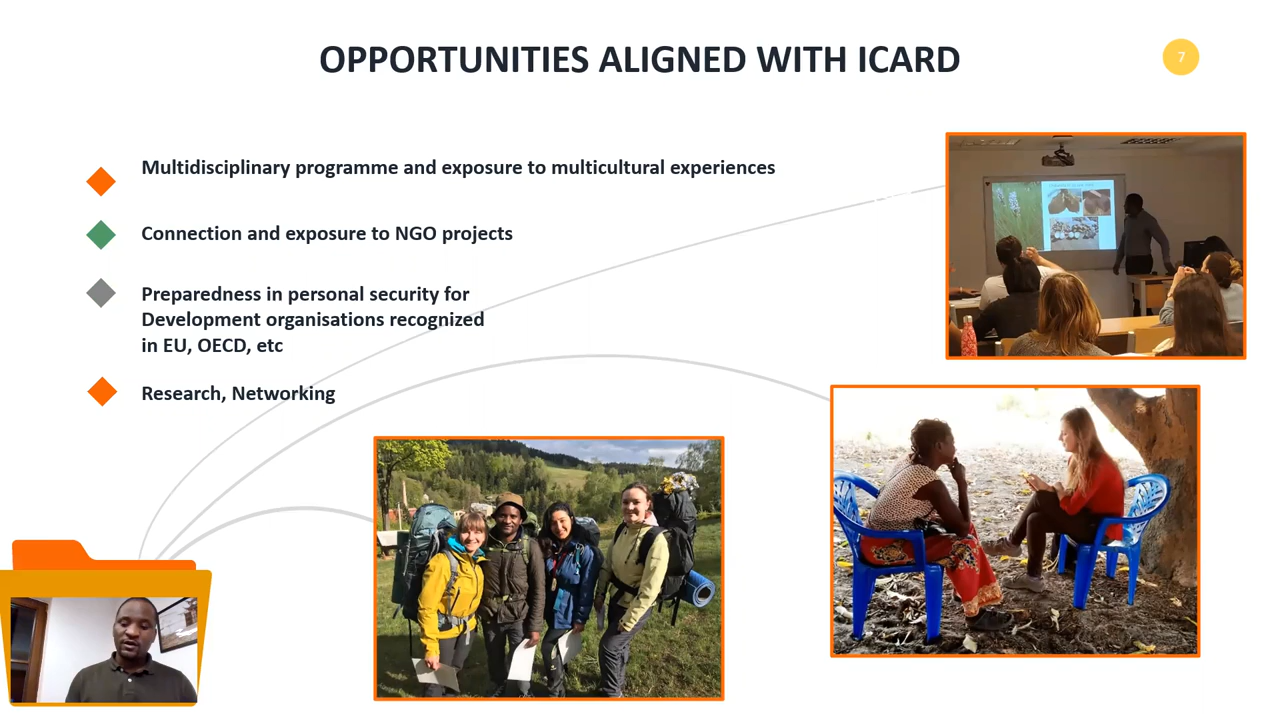 OPPORTUNITIES ALIGNED WITH ICARD
7
Multidisciplinary programme and exposure to multicultural experiences
Connection and exposure to NGO projects
Preparedness in personal security for
Development organisations recognized
in EU, OECD, etc
Research, Networking